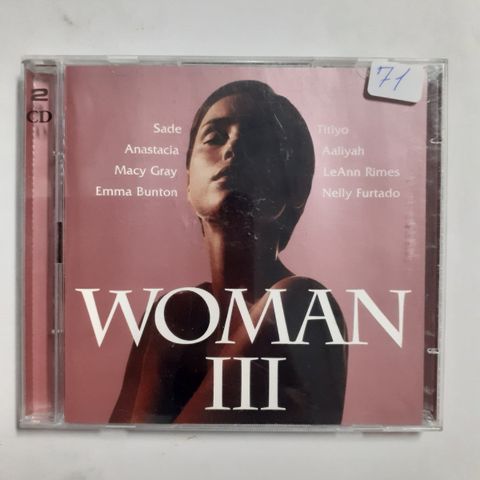 2
CD
71
Sade
Titiyo
Anastacia
Aaliyah
Macy Gray
LeAnn Rimes
Emma Bunton
Nelly Furtado
WOMAN
III